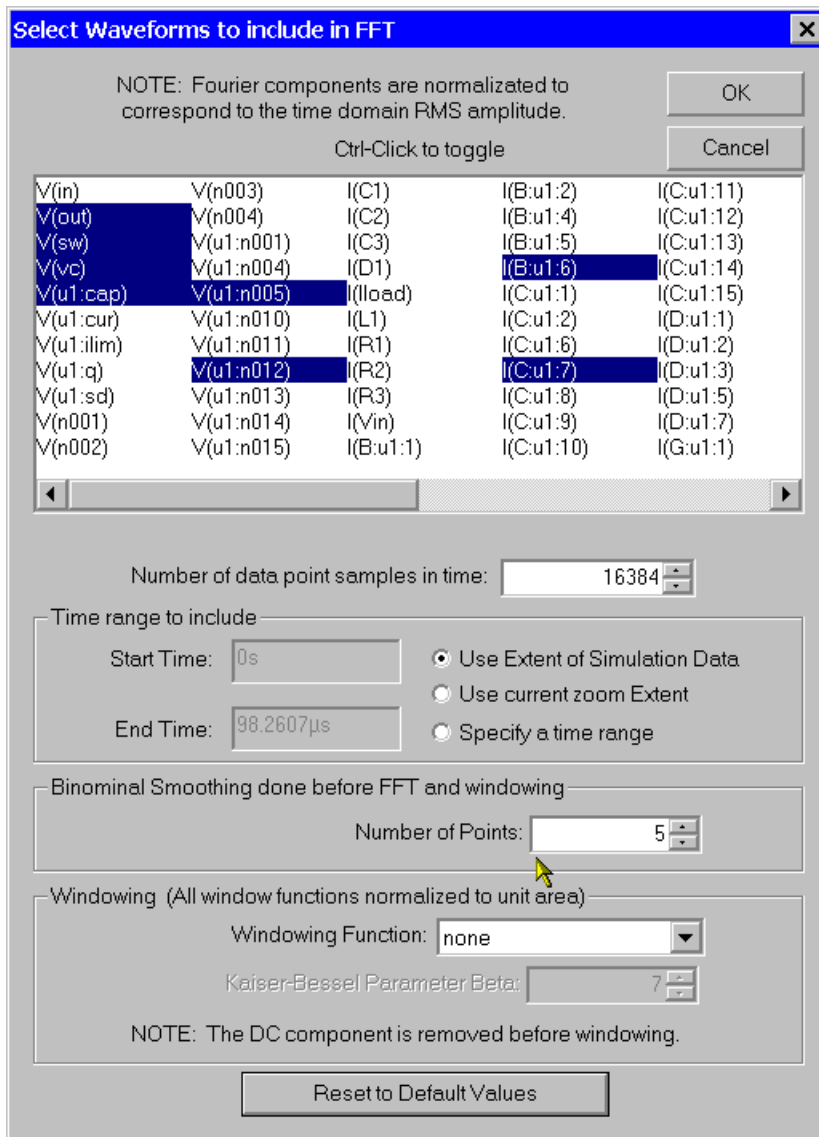 Select Waveforms to include in FFT
NOTE: Fourier components are normalizated to
correspond to the time domain RMS amplitude.
OK
Ctrl-Click to toggle
Cancel
V(in) V(n003) I(C1) I(B:u1:2) I(C:u1:11)
V(out) V(n004) I(C2) I(B:u1:4) I(C:u1:12)
V(sw) V(u1:n001) I(C3) I(B:u1:5) I(C:u1:13)
V(vc) V(u1:n004) I(D1) I(B:u1:6) I(C:u1:14)
V(u1:cap) V(u1:n005) I(Iload) I(C:u1:1) I(C:u1:15)
V(u1:cur) V(u1:n010) I(L1) I(C:u1:2) I(D:u1:1)
V(u1:ilim) V(u1:n011) I(R1) I(C:u1:6) I(D:u1:2)
V(u1:q) V(u1:n012) I(R2) I(C:u1:7) I(D:u1:3)
V(u1:sd) V(u1:n013) I(R3) I(C:u1:8) I(D:u1:5)
V(n001) V(u1:n014) I(Vin) I(C:u1:9) I(D:u1:7)
V(n002) V(u1:n015) I(B:u1:1) I(C:u1:10) I(G:u1:1)
Number of data point samples in time: 16384
Time range to include
Start Time: 0s
Use Extent of Simulation Data
Use current zoom Extent
End Time: 98.2607µs
Specify a time range
Binominal Smoothing done before FFT and windowing
Number of Points: 5
Windowing (All window functions normalized to unit area)
Windowing Function: none
Kaiser-Bessel Parameter Beta: 7
NOTE: The DC component is removed before windowing.
Reset to Default Values